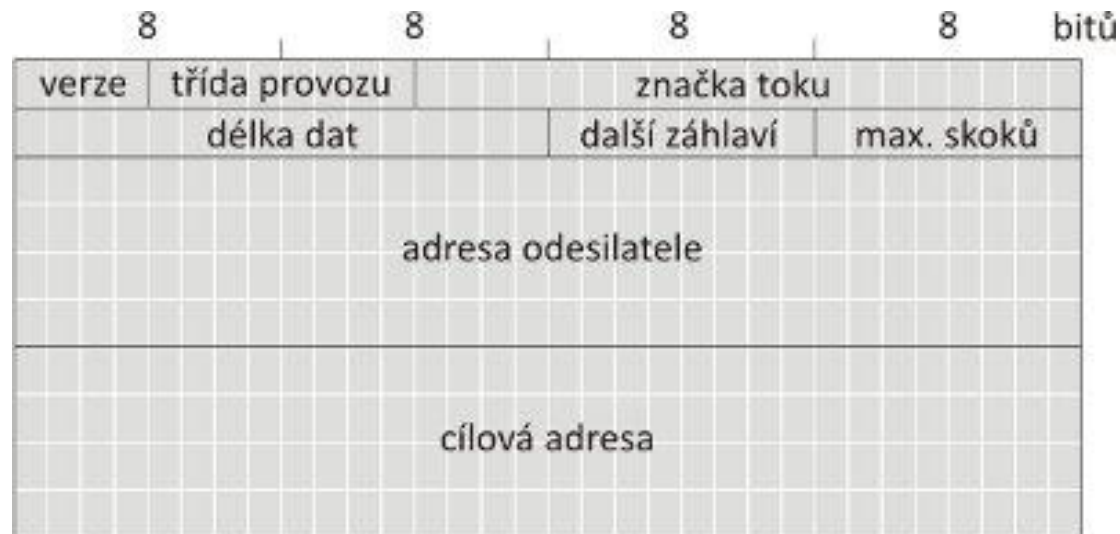 8 8 8 8 bitů
verze třída provozu značka toku
délka dat další záhlaví max. skoků
adresa odesilatele
cílová adresa